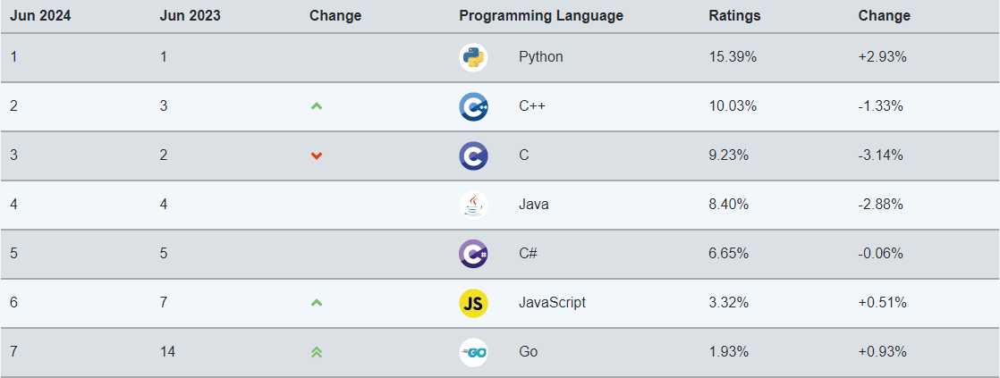 Jun 2024 Jun 2023 Change Programming Language Ratings Change
1 1 Python 15.39% +2.93%
2 3 C++ C++ 10.03% -1.33%
3 2 C C 9.23% -3.14%
4 4 Java Java 8.40% -2.88%
5 5 C# C# 6.65% -0.06%
6 7 JS JavaScript 3.32% +0.51%
7 14 GO Go 1.93% +0.93%